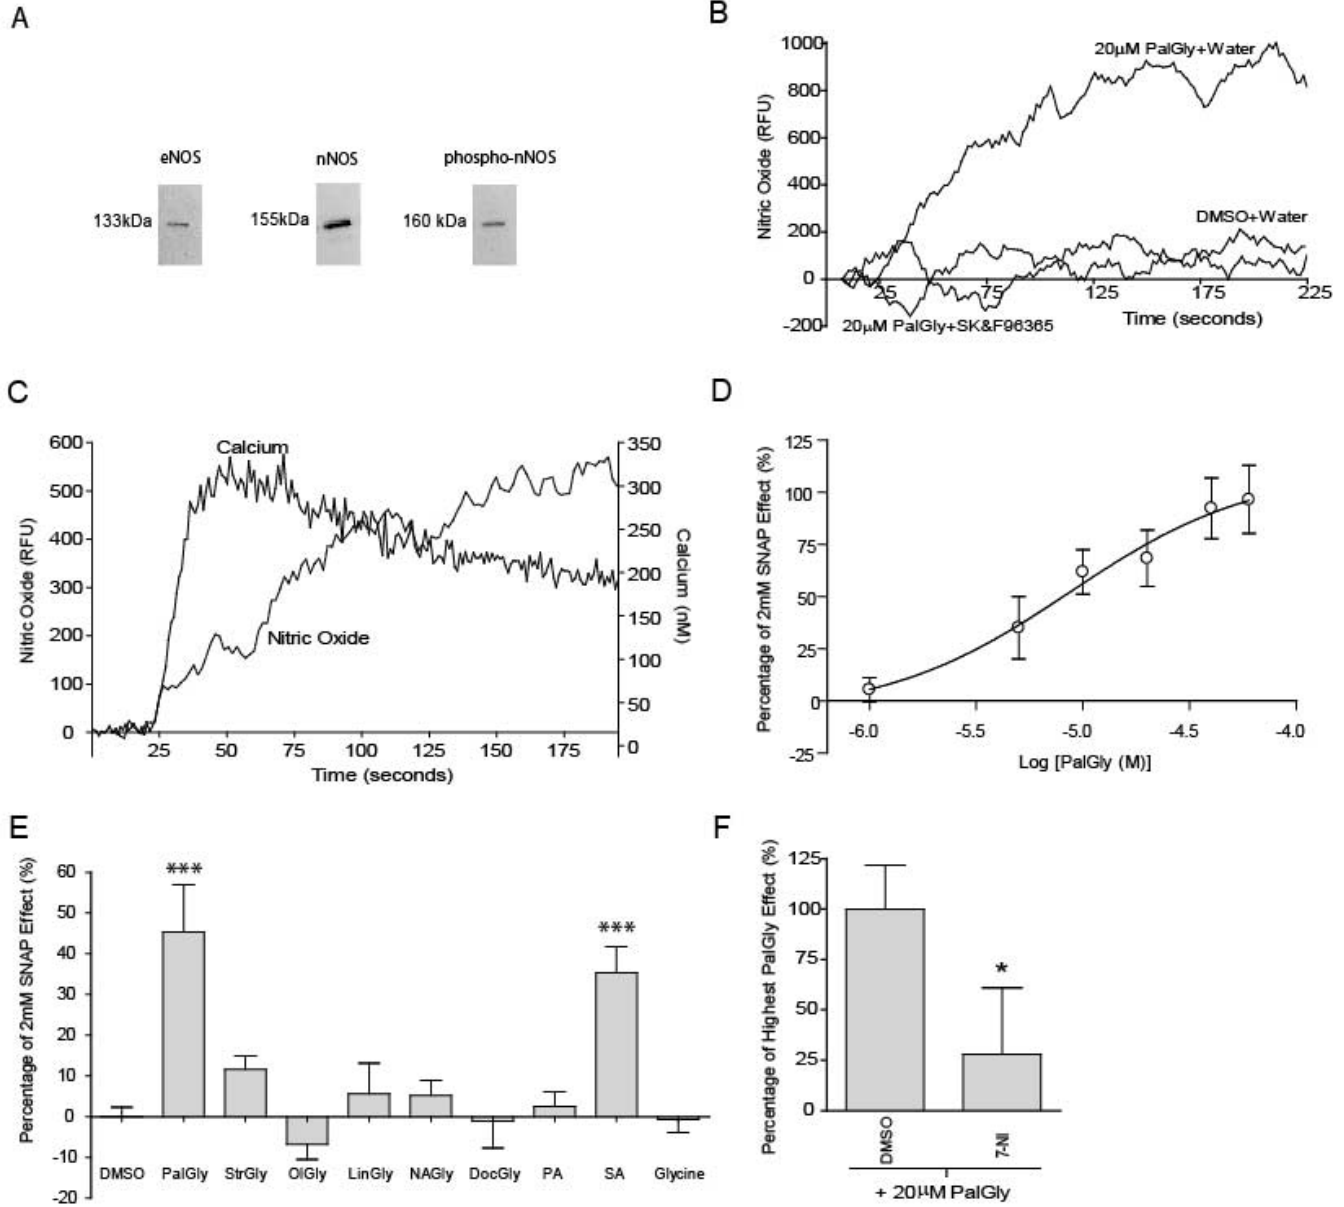 A
eNOS
nNOS
phospho-nNOS
133kDa
155kDa
160 kDa
B
Nitric Oxide (RFU)
1000
800
600
400
200
0
-200
20µM PalGly+Water
DMSO+Water
20µM PalGly+SK&F96365
25
75
125
175
225
Time (seconds)
C
Nitric Oxide (RFU)
600
500
400
300
200
100
0
Calcium
Nitric Oxide
350
300
250
200
150
100
50
0
Calcium (nM)
25
50
75
100
125
150
175
Time (seconds)
D
Percentage of 2mM SNAP Effect (%)
125
100
75
50
25
0
-25
-6.0
-5.5
-5.0
-4.5
-4.0
Log [PalGly (M)]
E
Percentage of 2mM SNAP Effect (%)
60
50
40
30
20
10
0
-10
-20
***
***
DMSO
PalGly
StrGly
OlGly
LinGly
NAGly
DocGly
PA
SA
Glycine
F
Percentage of Highest PalGly Effect (%)
125
100
75
50
25
0
*
DMSO
7-NI
+ 20µM PalGly